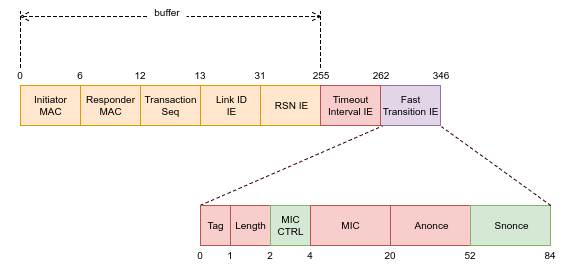 buffer
0 6 12 13 31 255 262 346
Initiator MAC
Responder MAC
Transaction Seq
Link ID IE
RSN IE
Timeout Interval IE
Fast Transition IE
Tag
Length
MIC CTRL
MIC
Anonce
Snonce
0 1 2 4 20 52 84